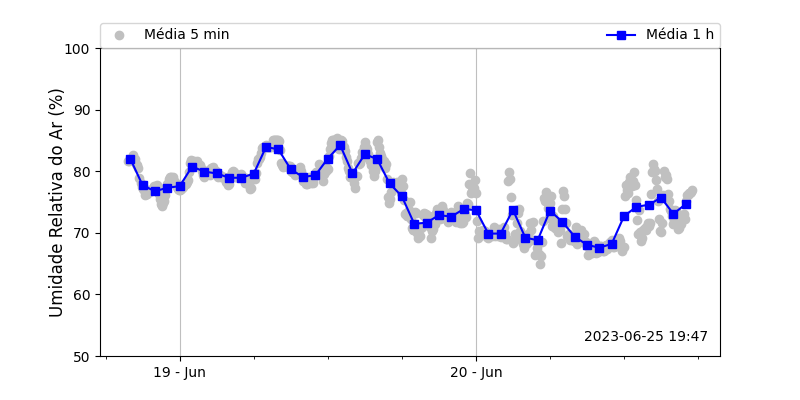 Média 5 min
Média 1 h
Umidade Relativa do Ar (%)
100
90
80
70
60
50
2023-06-25 19:47
19 - Jun
20 - Jun